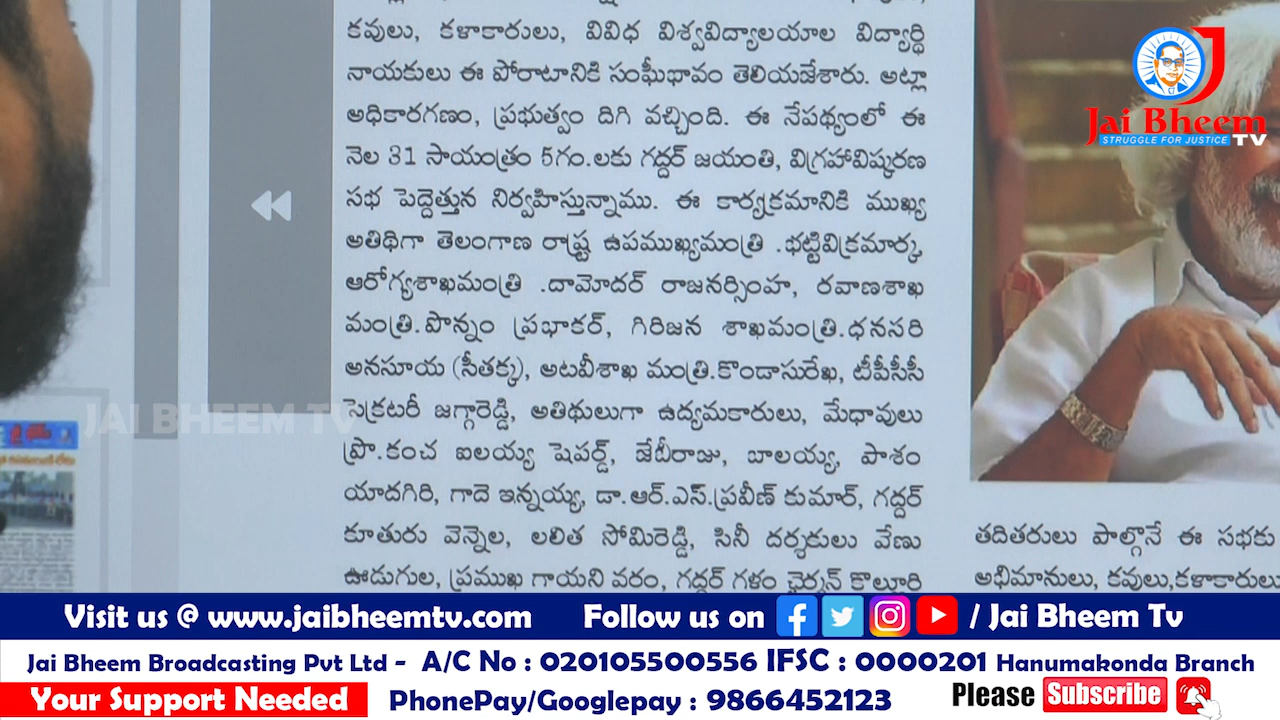 కవులు, కళాకారులు, వివిధ విశ్వవిద్యాలయాల విద్యార్థి
నాయకులు ఈ పోరాటానికి సంఘీభావం తెలియజేశారు. అట్లా
అధికారగణం, ప్రభుత్వం దిగి వచ్చింది. ఈ నేపథ్యంలో ఈ
నెల 31 సాయంత్రం 5గం.లకు గద్దర్ జయంతి, విగ్రహావిష్కరణ
సభ పెద్దెత్తున నిర్వహిస్తున్నాము. ఈ కార్యక్రమానికి ముఖ్య
అతిథిగా తెలంగాణ రాష్ట్ర ఉపముఖ్యమంత్రి .భట్టివిక్రమార్క
ఆరోగ్యశాఖమంత్రి .దామోదర్ రాజనర్సింహ, రవాణశాఖ
మంత్రి.పొన్నం ప్రభాకర్, గిరిజన శాఖమంత్రి.ధనసరి
అనసూయ (సీతక్క), అటవీశాఖ మంత్రి.కొండాసురేఖ, టీపీసీసీ
సెక్రటరీ జగ్గారెడ్డి, అతిథులుగా ఉద్యమకారులు, మేధావులు
ప్రొ.కంచ ఐలయ్య షెపర్డ్, జేబీరాజు, బాలయ్య, పాశం
యాదగిరి, గాదె ఇన్నయ్య, డా.ఆర్.ఎస్.ప్రవీణ్ కుమార్, గద్దర్
కూతురు వెన్నెల, లలిత సోమిరెడ్డి, సినీ దర్శకులు వేణు
ఊడుగుల, ప్రముఖ గాయని వరం, గద్దర్ గళం చైర్మన్ కొల్లూరి
తదితరులు పాల్గొనే ఈ సభకు
అభిమానులు, కవులు,కళాకారులు
Jai Bheem
STRUGGLE FOR JUSTICE TV
JAI BHEEM TV
Visit us @ www.jaibheemtv.com Follow us on / Jai Bheem Tv
Jai Bheem Broadcasting Pvt Ltd - A/C No : 020105500556 IFSC : 0000201 Hanumakonda Branch
Your Support Needed PhonePay/Googlepay : 9866452123 Please Subscribe